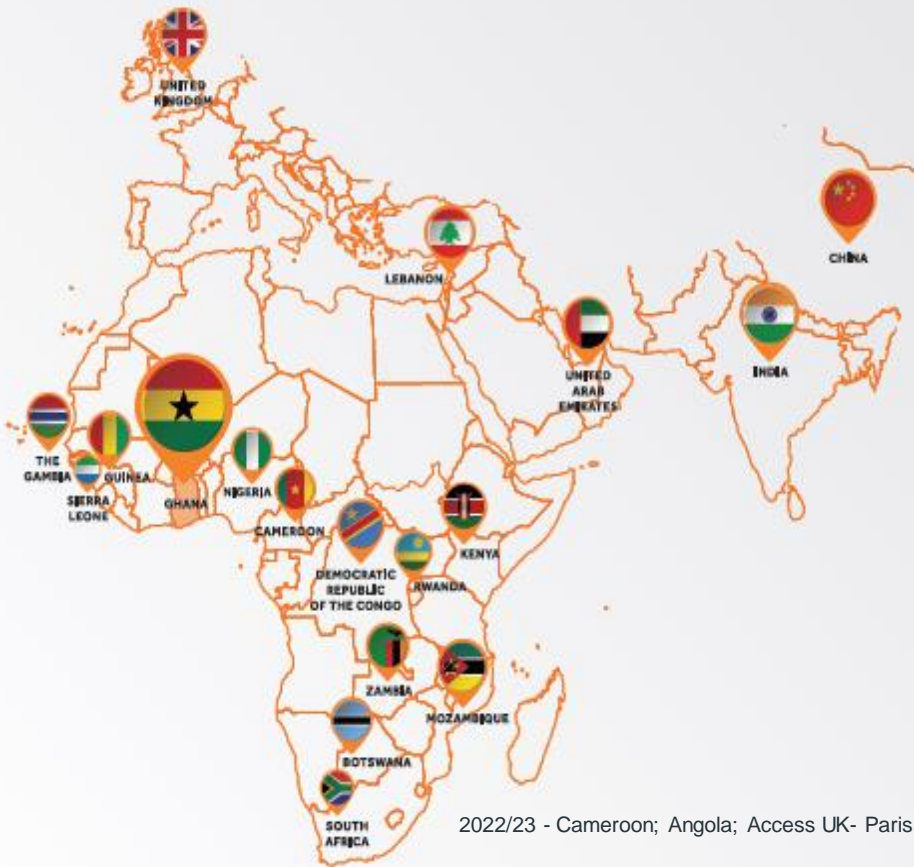 UNITED
KINGDOM
LEBANON
CHINA
UNITED
ARAB
EMIRATES
INDIA
THE
GAMBIA
GUINEA
SIERRA
LEONE
GHANA
NIGERIA
CAMEROON
KENYA
DEMOCRATIC
REPUBLIC
OF THE CONGO
RWANDA
ZAMBIA
MOZAMBIQUE
BOTSWANA
SOUTH
AFRICA
2022/23 - Cameroon; Angola; Access UK- Paris